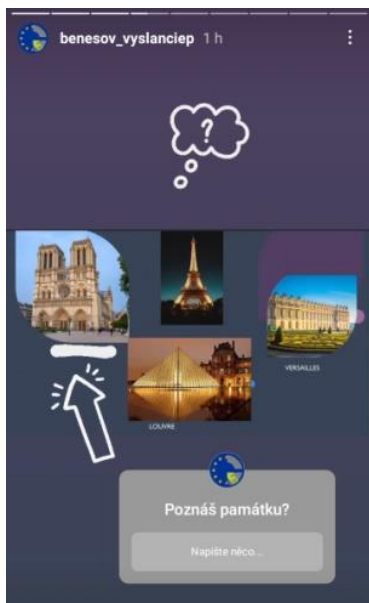 benesov_vyslanciep 1 h
?
VERSAILLES
LOUVRE
Poznáš památku?
Napište něco...